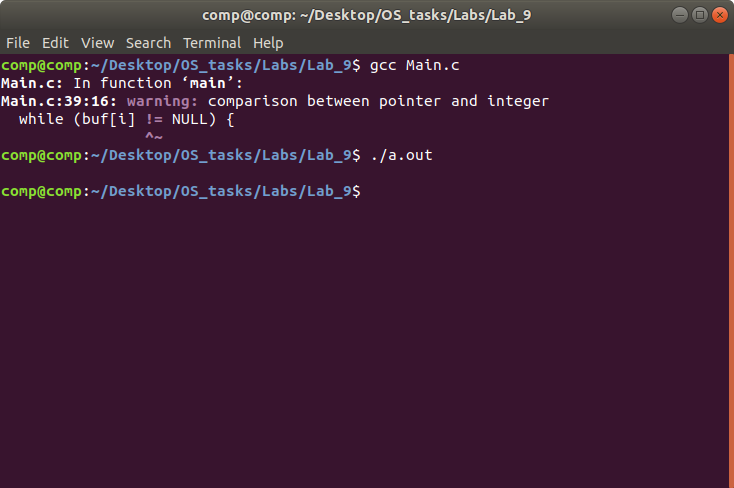 comp@comp: ~/Desktop/OS_tasks/Labs/Lab_9
File Edit View Search Terminal Help
comp@comp:~/Desktop/OS_tasks/Labs/Lab_9$ gcc Main.c
Main.c: In function ‘main’:
Main.c:39:16: warning: comparison between pointer and integer
  while (buf[i] != NULL) {
                ^~
comp@comp:~/Desktop/OS_tasks/Labs/Lab_9$ ./a.out

comp@comp:~/Desktop/OS_tasks/Labs/Lab_9$